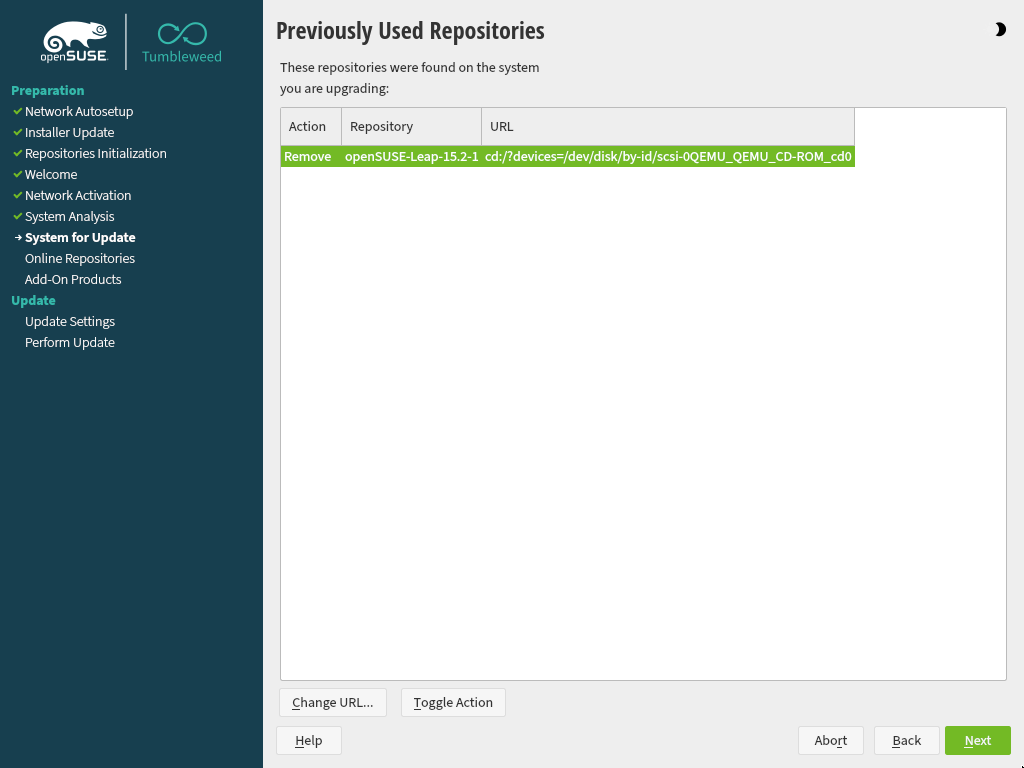 openSUSE
Tumbleweed
Preparation
Network Autosetup
Installer Update
Repositories Initialization
Welcome
Network Activation
System Analysis
System for Update
Online Repositories
Add-On Products
Update
Update Settings
Perform Update
Previously Used Repositories
These repositories were found on the system
you are upgrading:
Action Repository URL
Remove openSUSE-Leap-15.2-1 cd:/?devices=/dev/disk/by-id/scsi-0QEMU_QEMU_CD-ROM_cd0
Change URL... Toggle Action
Help Abort Back Next